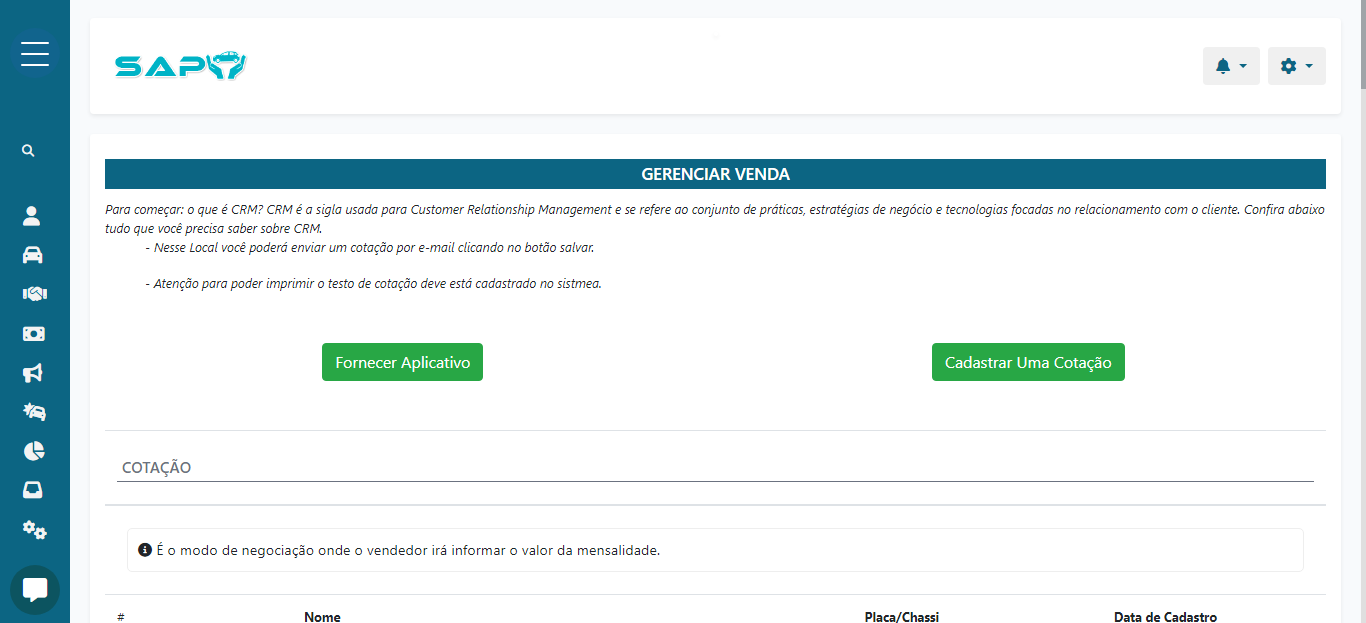 SAPY
GERENCIAR VENDA
Para começar: o que é CRM? CRM é a sigla usada para Customer Relationship Management e se refere ao conjunto de práticas, estratégias de negócio e tecnologias focadas no relacionamento com o cliente. Confira abaixo
tudo que você precisa saber sobre CRM.
- Nesse Local você poderá enviar um cotação por e-mail clicando no botão salvar.
- Atenção para poder imprimir o testo de cotação deve está cadastrado no sistmea.
Fornecer Aplicativo
Cadastrar Uma Cotação
COTAÇÃO
É o modo de negociação onde o vendedor irá informar o valor da mensalidade.
# Nome Placa/Chassi Data de Cadastro